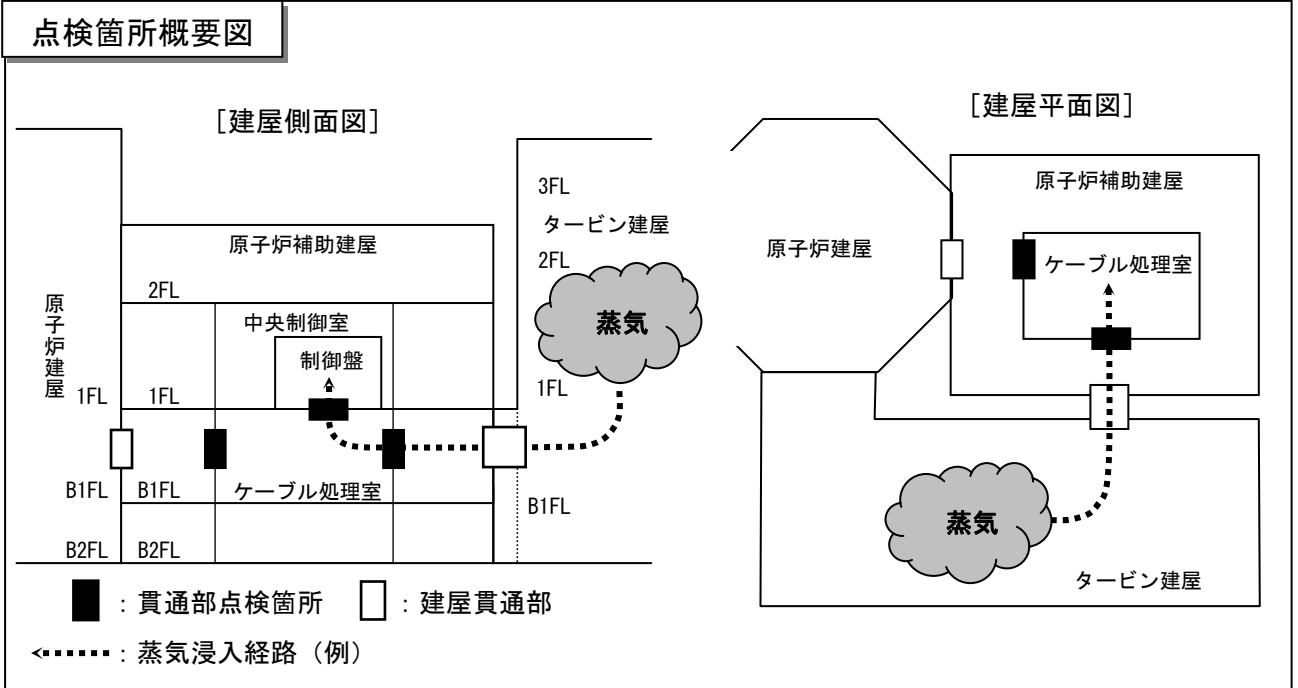 点検箇所概要図
［建屋側面図］
3FL
タービン建屋
2FL
原子炉補助建屋
2FL
原子炉建屋
中央制御室
制御盤
蒸気
1FL
1FL
1FL
B1FL
B1FL
ケーブル処理室
B1FL
B2FL
B2FL
［建屋平面図］
原子炉補助建屋
原子炉建屋
ケーブル処理室
蒸気
タービン建屋
：貫通部点検箇所
：建屋貫通部
：蒸気浸入経路（例）